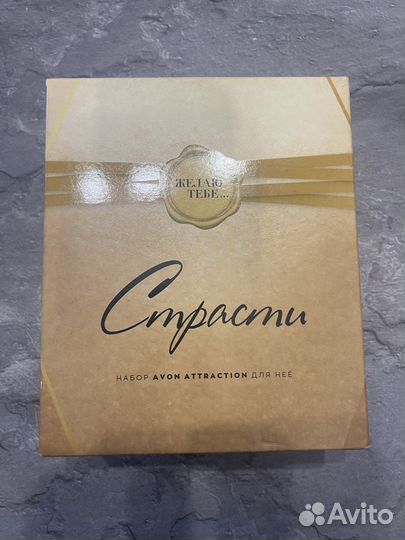 ЖЕЛАЮ
ТЕБЕ...
Страсти
НАБОР AVON ATTRACTION ДЛЯ НЕЁ
Avito